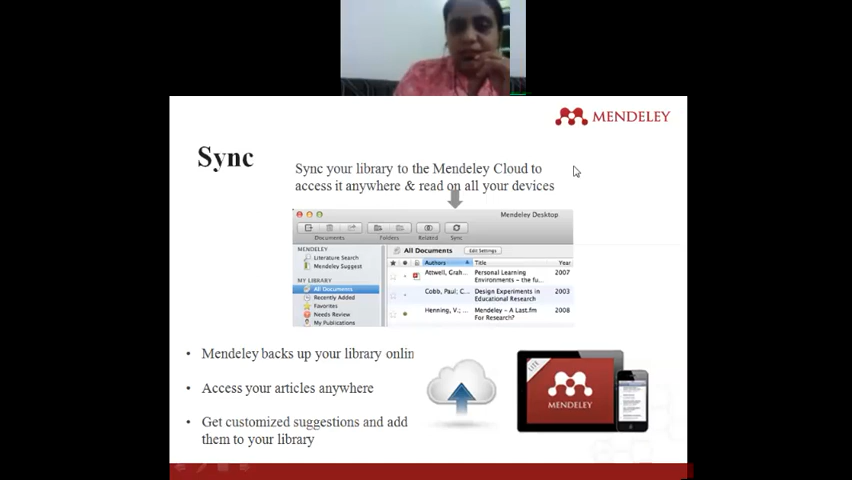 MENDELEY
Sync
Sync your library to the Mendeley Cloud to
access it anywhere & read on all your devices
Mendeley Desktop
Documents
Folders
Related
Sync
MENDELEY
Literature Search
Mendeley Suggest
MY LIBRARY
All Documents
Recently Added
Favorites
Needs Review
My Publications
All Documents
Edit Settings
Authors
Title
Year
Attwell, Grah...
Personal Learning
Environments ~ the fu...
2007
Cobb, Paul; C...
Design Experiments in
Educational Research
2003
Henning, V.; ...
Mendeley - A Last.fm
For Research?
2008
• Mendeley backs up your library onlin
• Access your articles anywhere
• Get customized suggestions and add
them to your library
LITE
MENDELEY